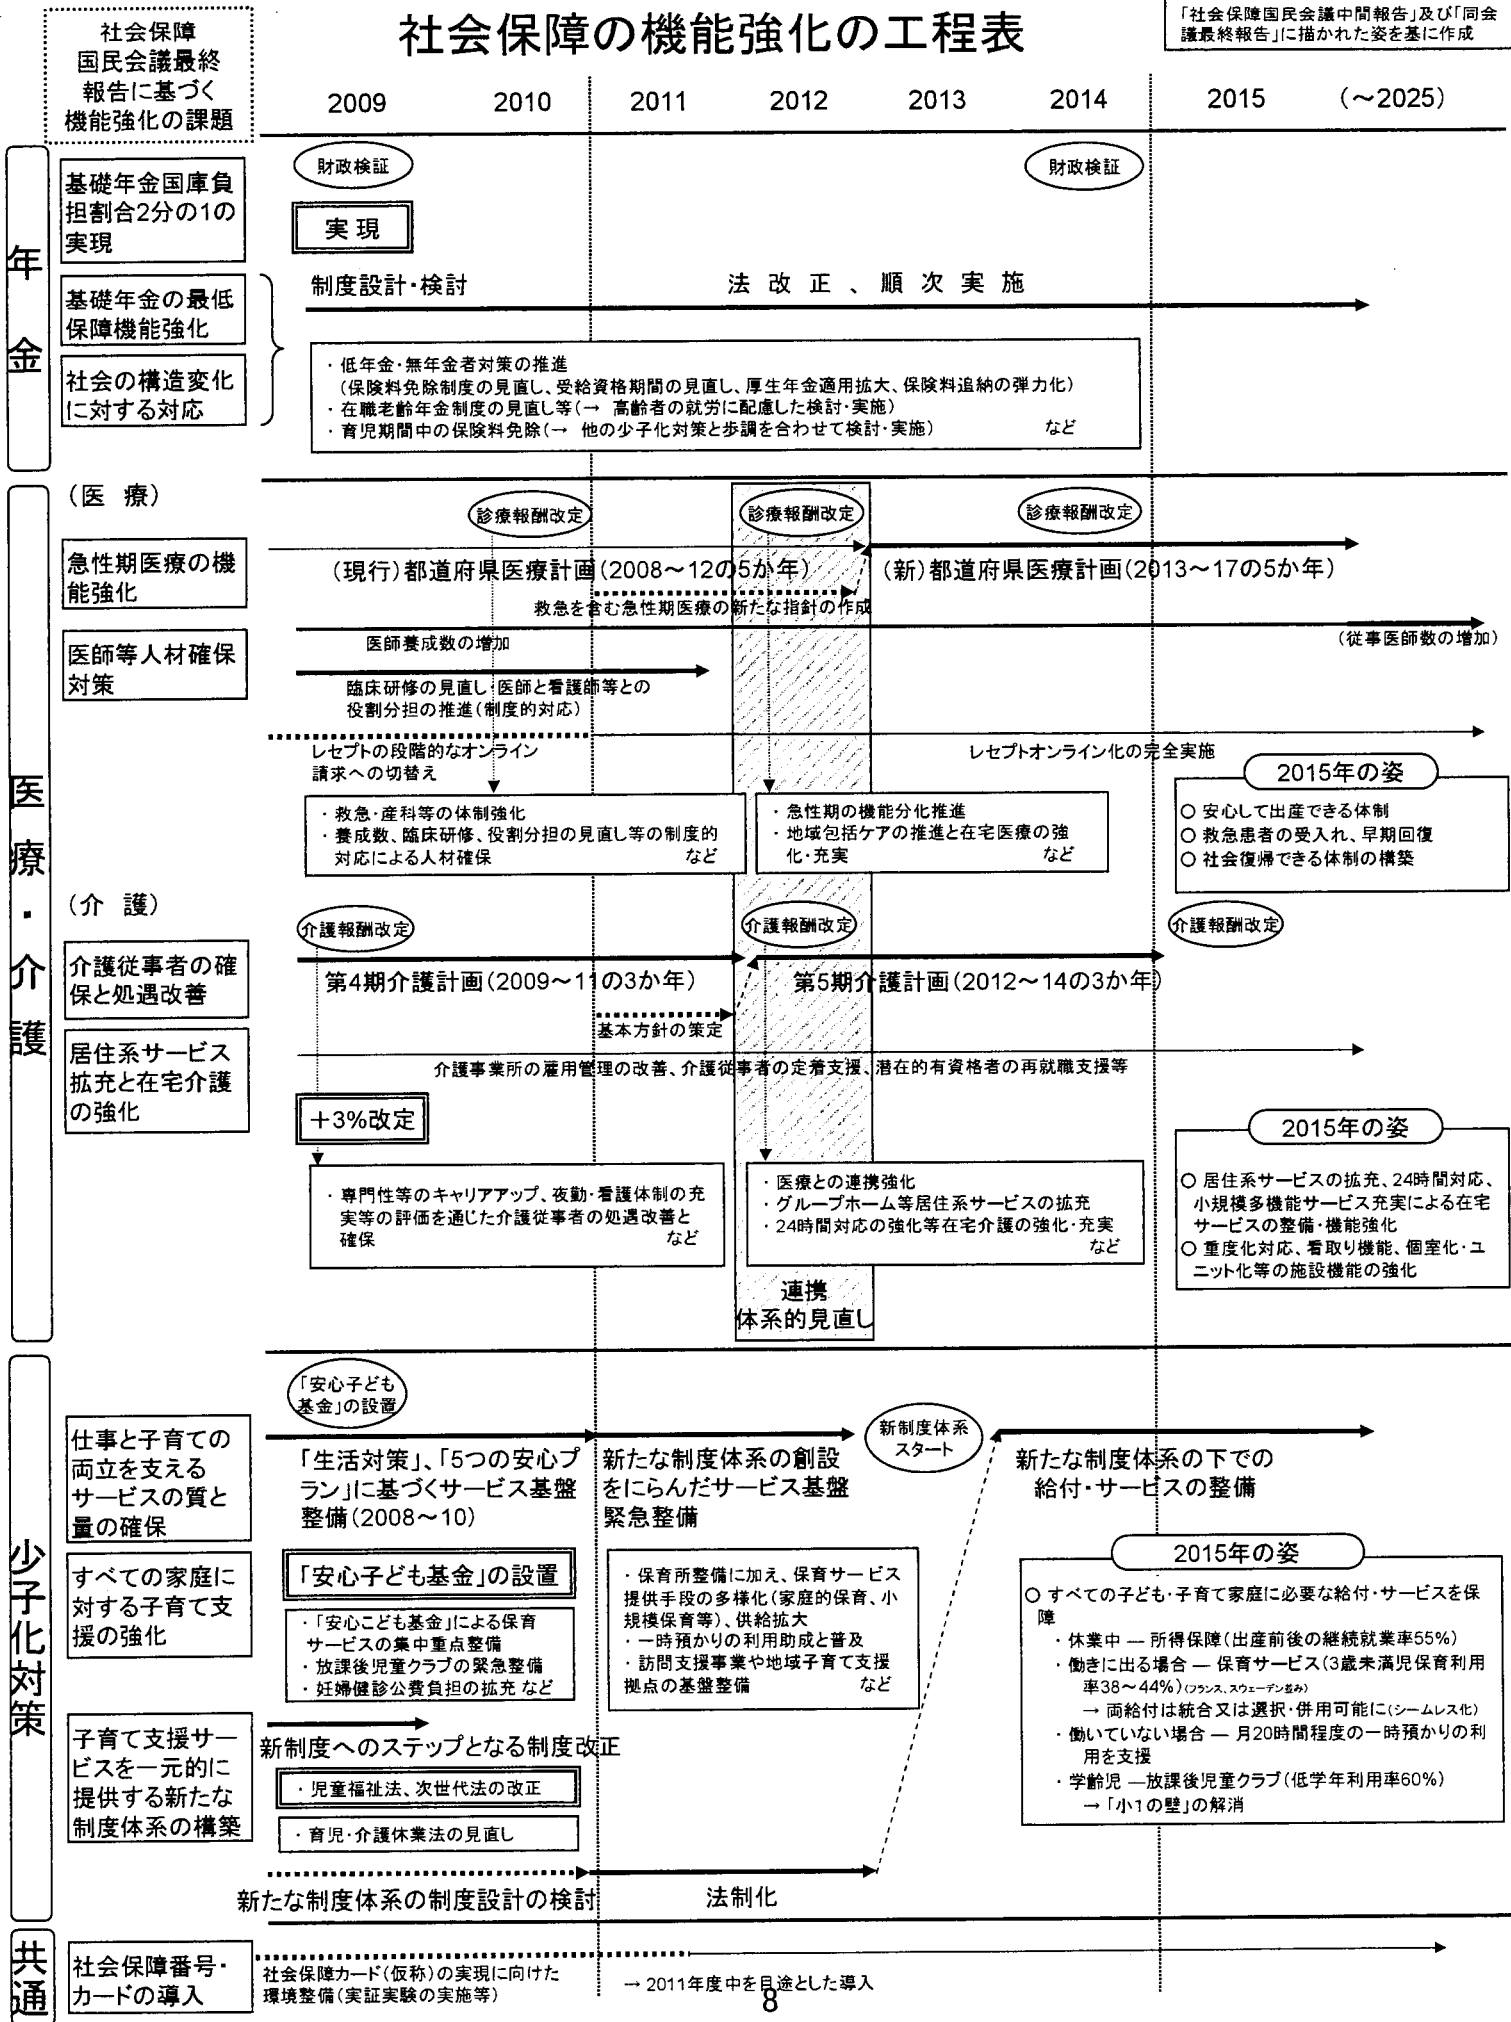 社会保障の機能強化の工程表
「社会保障国民会議中間報告」及び「同会
議最終報告」に描かれた姿を基に作成
社会保障
国民会議最終
報告に基づく
機能強化の課題
2009 2010 2011 2012 2013 2014 2015 (～2025)
年金
基礎年金国庫負
担割合2分の1の
実現
財政検証
財政検証
実現
基礎年金の最低
保障機能強化
社会の構造変化
に対する対応
制度設計・検討
法改正、順次実施
・低年金・無年金者対策の推進
(保険料免除制度の見直し、受給資格期間の見直し、厚生年金適用拡大、保険料追納の弾力化)
・在職老齢年金制度の見直し等(→ 高齢者の就労に配慮した検討・実施)
・育児期間中の保険料免除(→ 他の少子化対策と歩調を合わせて検討・実施) など
医療・介護
(医 療)
診療報酬改定
診療報酬改定
診療報酬改定
急性期医療の機
能強化
(現行)都道府県医療計画(2008～12の5か年)
(新)都道府県医療計画(2013～17の5か年)
救急を含む急性期医療の新たな指針の作成
医師等人材確保
対策
医師養成数の増加
(従事医師数の増加)
臨床研修の見直し・医師と看護師等との
役割分担の推進(制度的対応)
レセプトの段階的なオンライン
請求への切替え
レセプトオンライン化の完全実施
・救急・産科等の体制強化
・養成数、臨床研修、役割分担の見直し等の制度的
対応による人材確保 など
・急性期の機能分化推進
・地域包括ケアの推進と在宅医療の強
化・充実 など
2015年の姿
○ 安心して出産できる体制
○ 救急患者の受入れ、早期回復
○ 社会復帰できる体制の構築
(介 護)
介護報酬改定
介護報酬改定
介護報酬改定
介護従事者の確
保と処遇改善
第4期介護計画(2009～11の3か年)
第5期介護計画(2012～14の3か年)
基本方針の策定
居住系サービス
拡充と在宅介護
の強化
介護事業所の雇用管理の改善、介護従事者の定着支援、潜在的有資格者の再就職支援等
＋3%改定
・専門性等のキャリアアップ、夜勤・看護体制の充
実等の評価を通じた介護従事者の処遇改善と
確保 など
・医療との連携強化
・グループホーム等居住系サービスの拡充
・24時間対応の強化等在宅介護の強化・充実
など
2015年の姿
○ 居住系サービスの拡充、24時間対応、
小規模多機能サービス充実による在宅
サービスの整備・機能強化
○ 重度化対応、看取り機能、個室化・ユ
ニット化等の施設機能の強化
連携
体系的見直し
少子化対策
「安心子ども
基金」の設置
仕事と子育ての
両立を支える
サービスの質と
量の確保
「生活対策」、「5つの安心プ
ラン」に基づくサービス基盤
整備(2008～10)
新たな制度体系の創設
をにらんだサービス基盤
緊急整備
新制度体系
スタート
新たな制度体系の下での
給付・サービスの整備
すべての家庭に
対する子育て支
援の強化
「安心子ども基金」の設置
・「安心こども基金」による保育
サービスの集中重点整備
・放課後児童クラブの緊急整備
・妊婦健診公費負担の拡充 など
・保育所整備に加え、保育サービス
提供手段の多様化(家庭的保育、小
規模保育等)、供給拡大
・一時預かりの利用助成と普及
・訪問支援事業や地域子育て支援
拠点の基盤整備 など
2015年の姿
○ すべての子ども・子育て家庭に必要な給付・サービスを保
障
・休業中 ― 所得保障(出産前後の継続就業率55%)
・働きに出る場合 ― 保育サービス(3歳未満児保育利用
率38～44%)(フランス、スウェーデン並み)
→ 両給付は統合又は選択・併用可能に(シームレス化)
・働いていない場合 ― 月20時間程度の一時預かりの利
用を支援
・学齢児 ―放課後児童クラブ(低学年利用率60%)
→ 「小1の壁」の解消
子育て支援サー
ビスを一元的に
提供する新たな
制度体系の構築
新制度へのステップとなる制度改正
・児童福祉法、次世代法の改正
・育児・介護休業法の見直し
新たな制度体系の制度設計の検討
法制化
共通
社会保障番号・
カードの導入
社会保障カード(仮称)の実現に向けた
環境整備(実証実験の実施等)
→ 2011年度中を目途とした導入
8